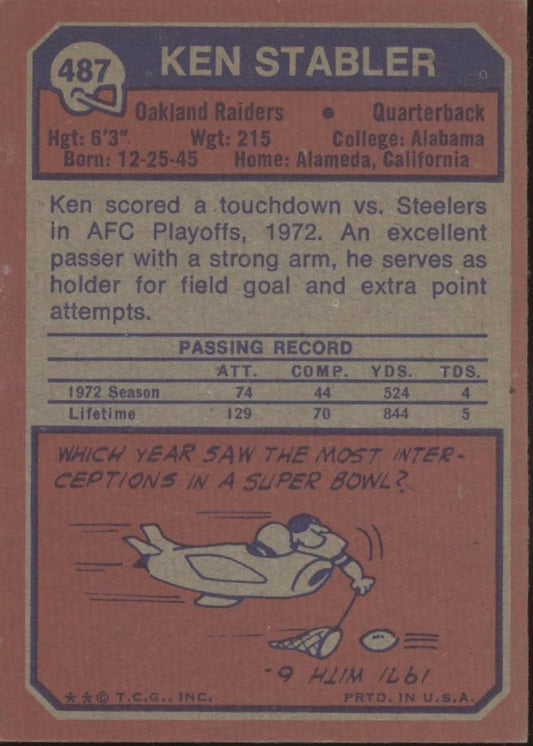 487
KEN STABLER
Oakland Raiders • Quarterback
Hgt: 6'3" Wgt: 215 College: Alabama
Born: 12-25-45 Home: Alameda, California
Ken scored a touchdown vs. Steelers
in AFC Playoffs, 1972. An excellent
passer with a strong arm, he serves as
holder for field goal and extra point
attempts.
PASSING RECORD
ATT. COMP. YDS. TDS.
1972 Season 74 44 524 4
Lifetime 129 70 844 5
WHICH YEAR SAW THE MOST INTER-
CEPTIONS IN A SUPER BOWL?
1971 WITH 6-
**© T.C.G., INC. PRTD. IN U.S.A.